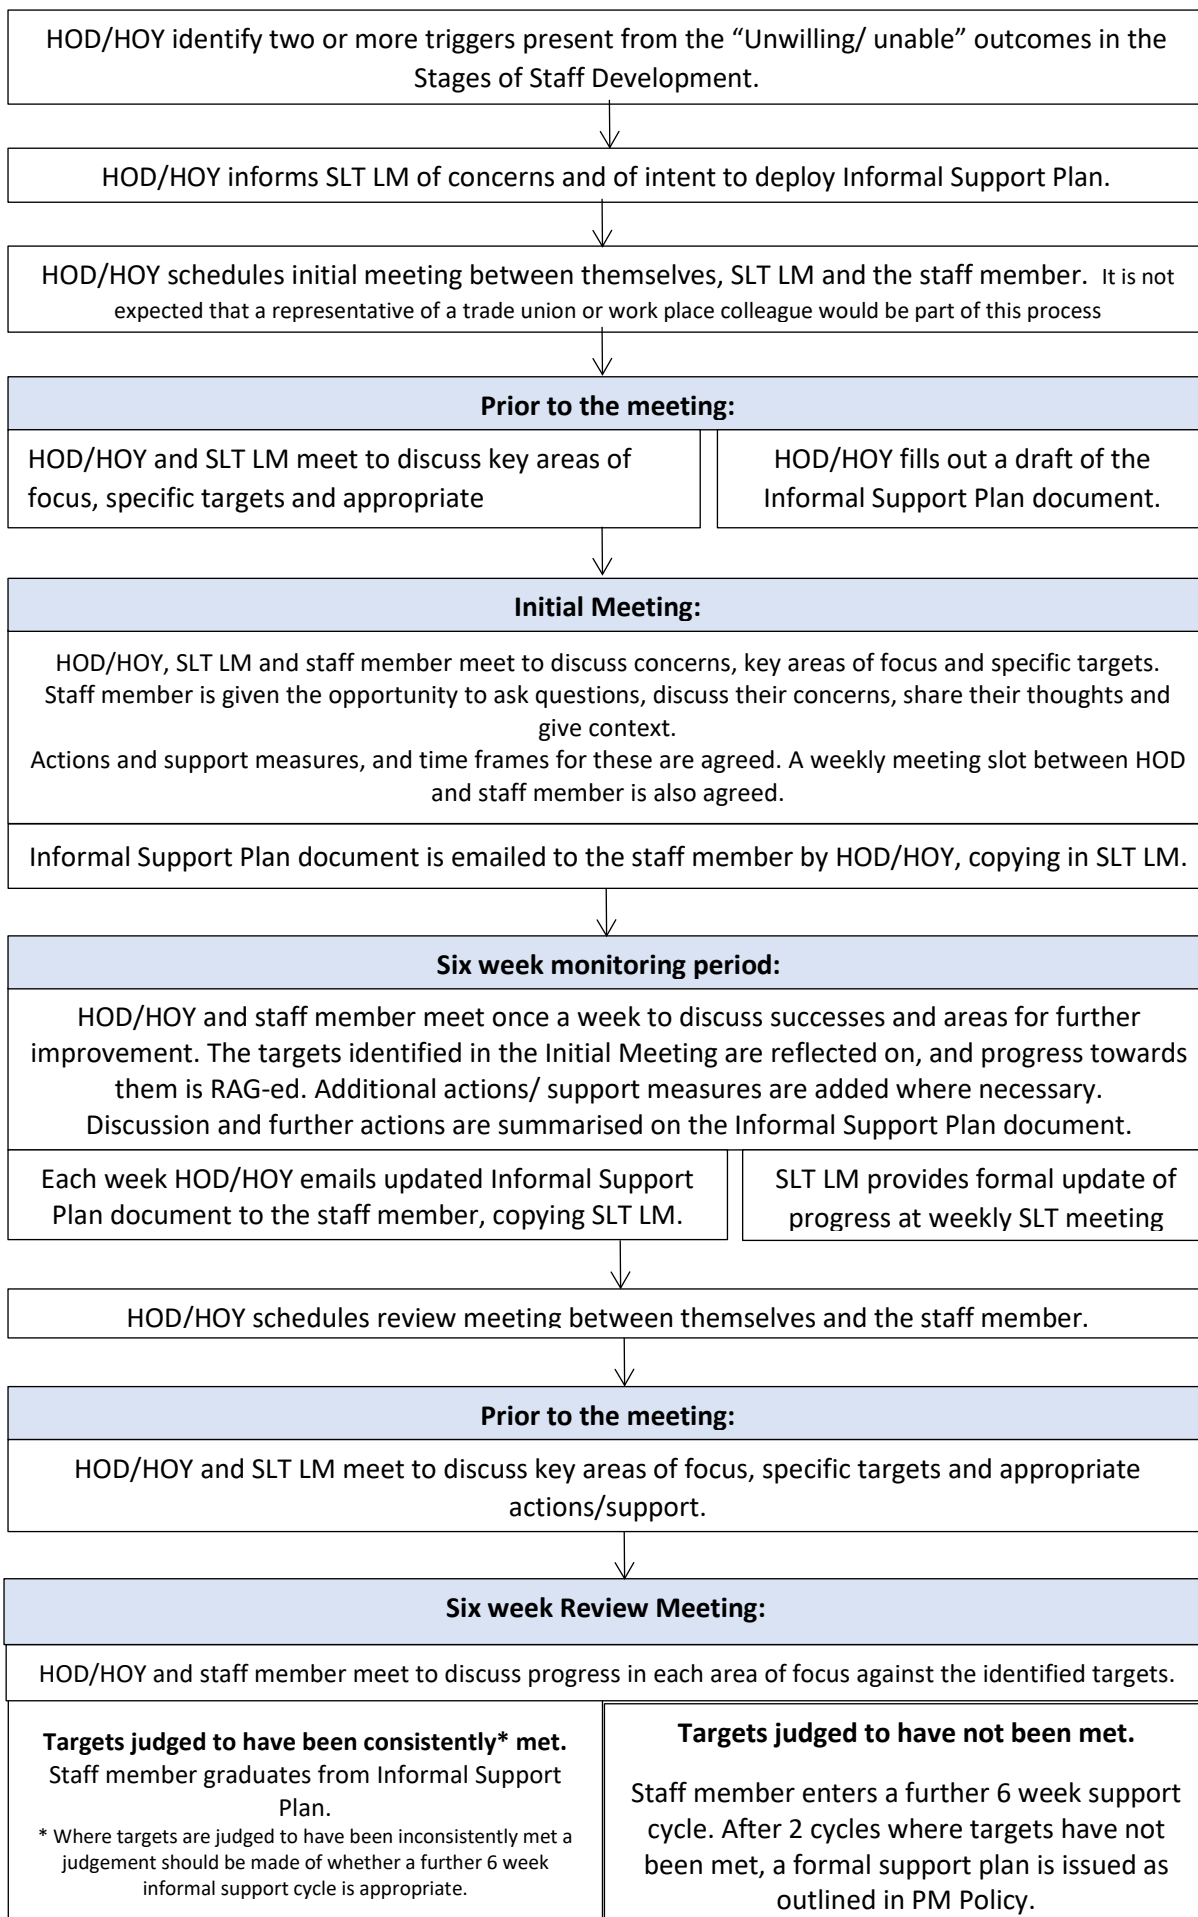 HOD/HOY identify two or more triggers present from the “Unwilling/ unable” outcomes in the
Stages of Staff Development.
HOD/HOY informs SLT LM of concerns and of intent to deploy Informal Support Plan.
HOD/HOY schedules initial meeting between themselves, SLT LM and the staff member. It is not
expected that a representative of a trade union or work place colleague would be part of this process
Prior to the meeting:
HOD/HOY and SLT LM meet to discuss key areas of
focus, specific targets and appropriate
HOD/HOY fills out a draft of the
Informal Support Plan document.
Initial Meeting:
HOD/HOY, SLT LM and staff member meet to discuss concerns, key areas of focus and specific targets.
Staff member is given the opportunity to ask questions, discuss their concerns, share their thoughts and
give context.
Actions and support measures, and time frames for these are agreed. A weekly meeting slot between HOD
and staff member is also agreed.
Informal Support Plan document is emailed to the staff member by HOD/HOY, copying in SLT LM.
Six week monitoring period:
HOD/HOY and staff member meet once a week to discuss successes and areas for further
improvement. The targets identified in the Initial Meeting are reflected on, and progress towards
them is RAG-ed. Additional actions/ support measures are added where necessary.
Discussion and further actions are summarised on the Informal Support Plan document.
Each week HOD/HOY emails updated Informal Support
Plan document to the staff member, copying SLT LM.
SLT LM provides formal update of
progress at weekly SLT meeting
HOD/HOY schedules review meeting between themselves and the staff member.
Prior to the meeting:
HOD/HOY and SLT LM meet to discuss key areas of focus, specific targets and appropriate
actions/support.
Six week Review Meeting:
HOD/HOY and staff member meet to discuss progress in each area of focus against the identified targets.
Targets judged to have been consistently* met.
Staff member graduates from Informal Support
Plan.
* Where targets are judged to have been inconsistently met a
judgement should be made of whether a further 6 week
informal support cycle is appropriate.
Targets judged to have not been met.
Staff member enters a further 6 week support
cycle. After 2 cycles where targets have not
been met, a formal support plan is issued as
outlined in PM Policy.